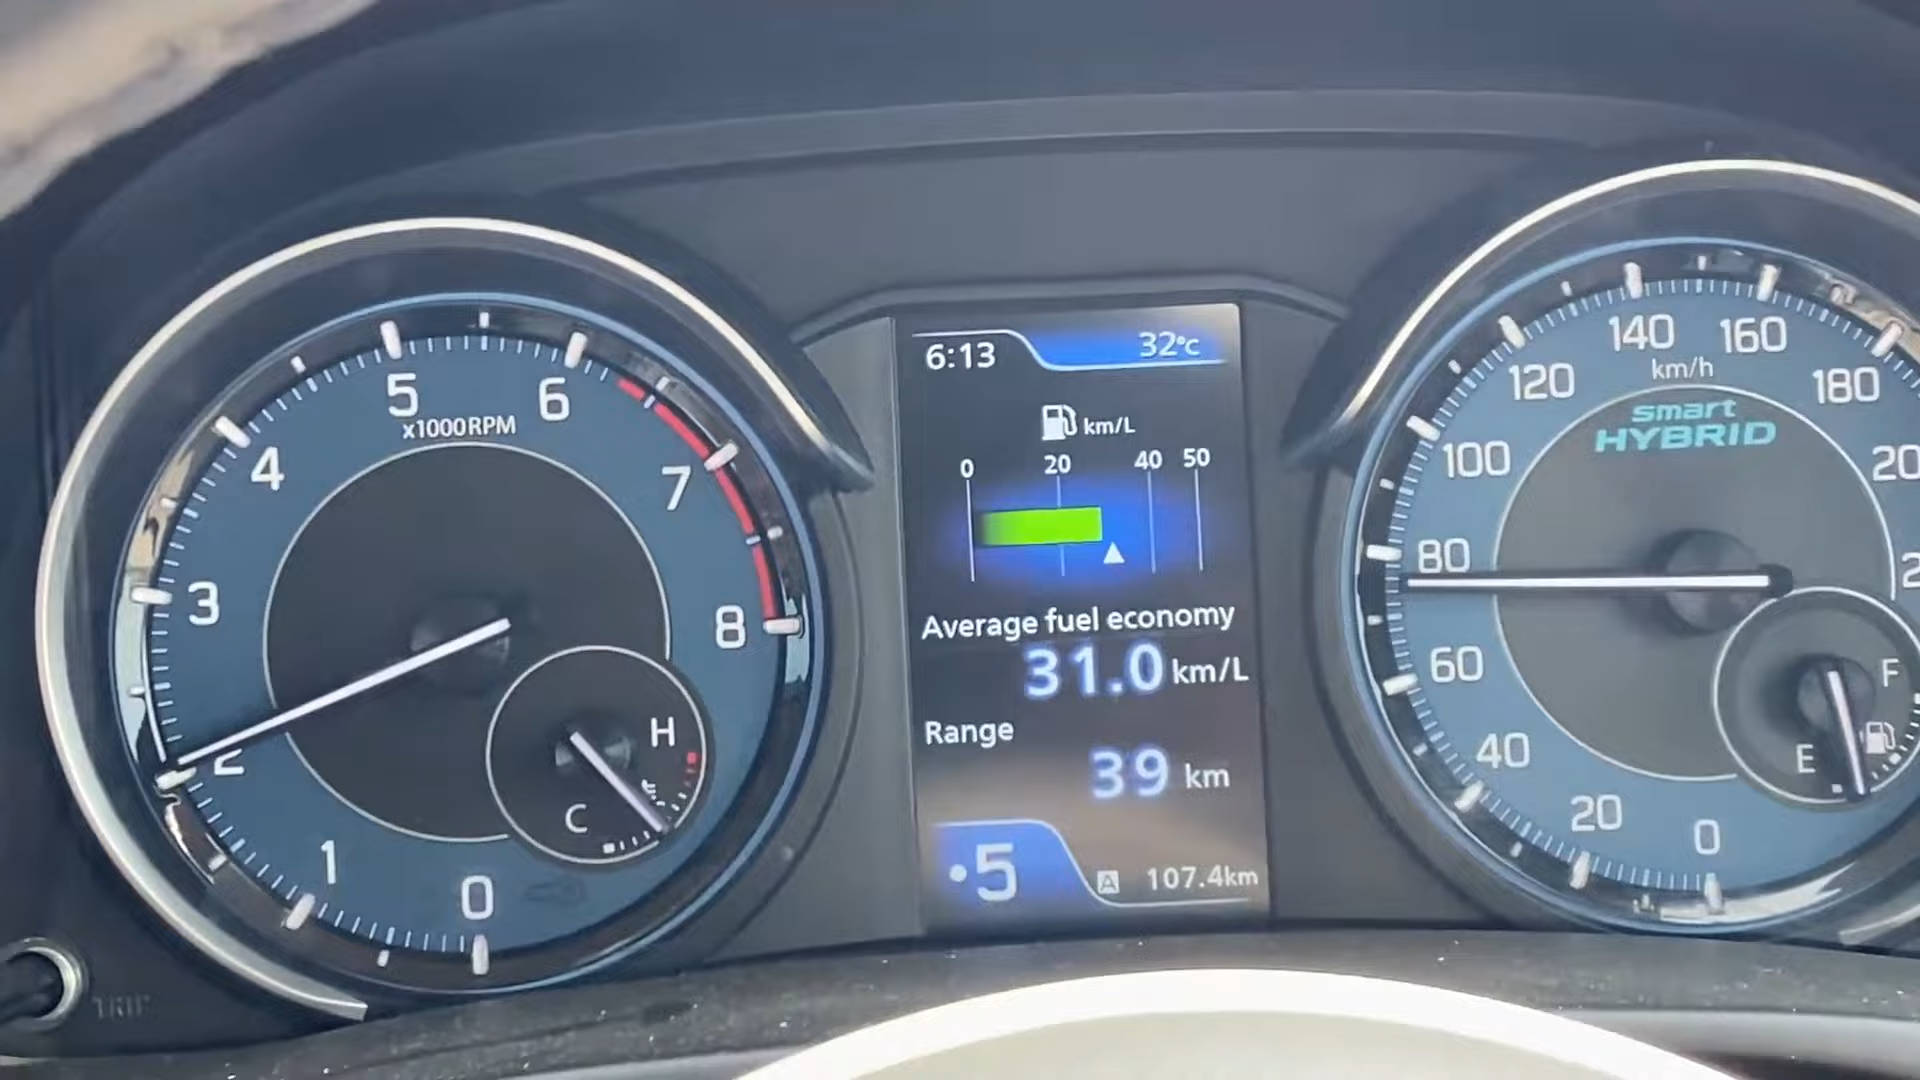 0
1
2
3
4
5
6
7
8
x1000RPM
H
C
6:13
32°c
km/L
0 20 40 50
Average fuel economy
31.0 km/L
Range
39 km
•5
A 107.4km
0
20
40
60
80
100
120
140
160
180
km/h
smart
HYBRID
F
E
TRIP